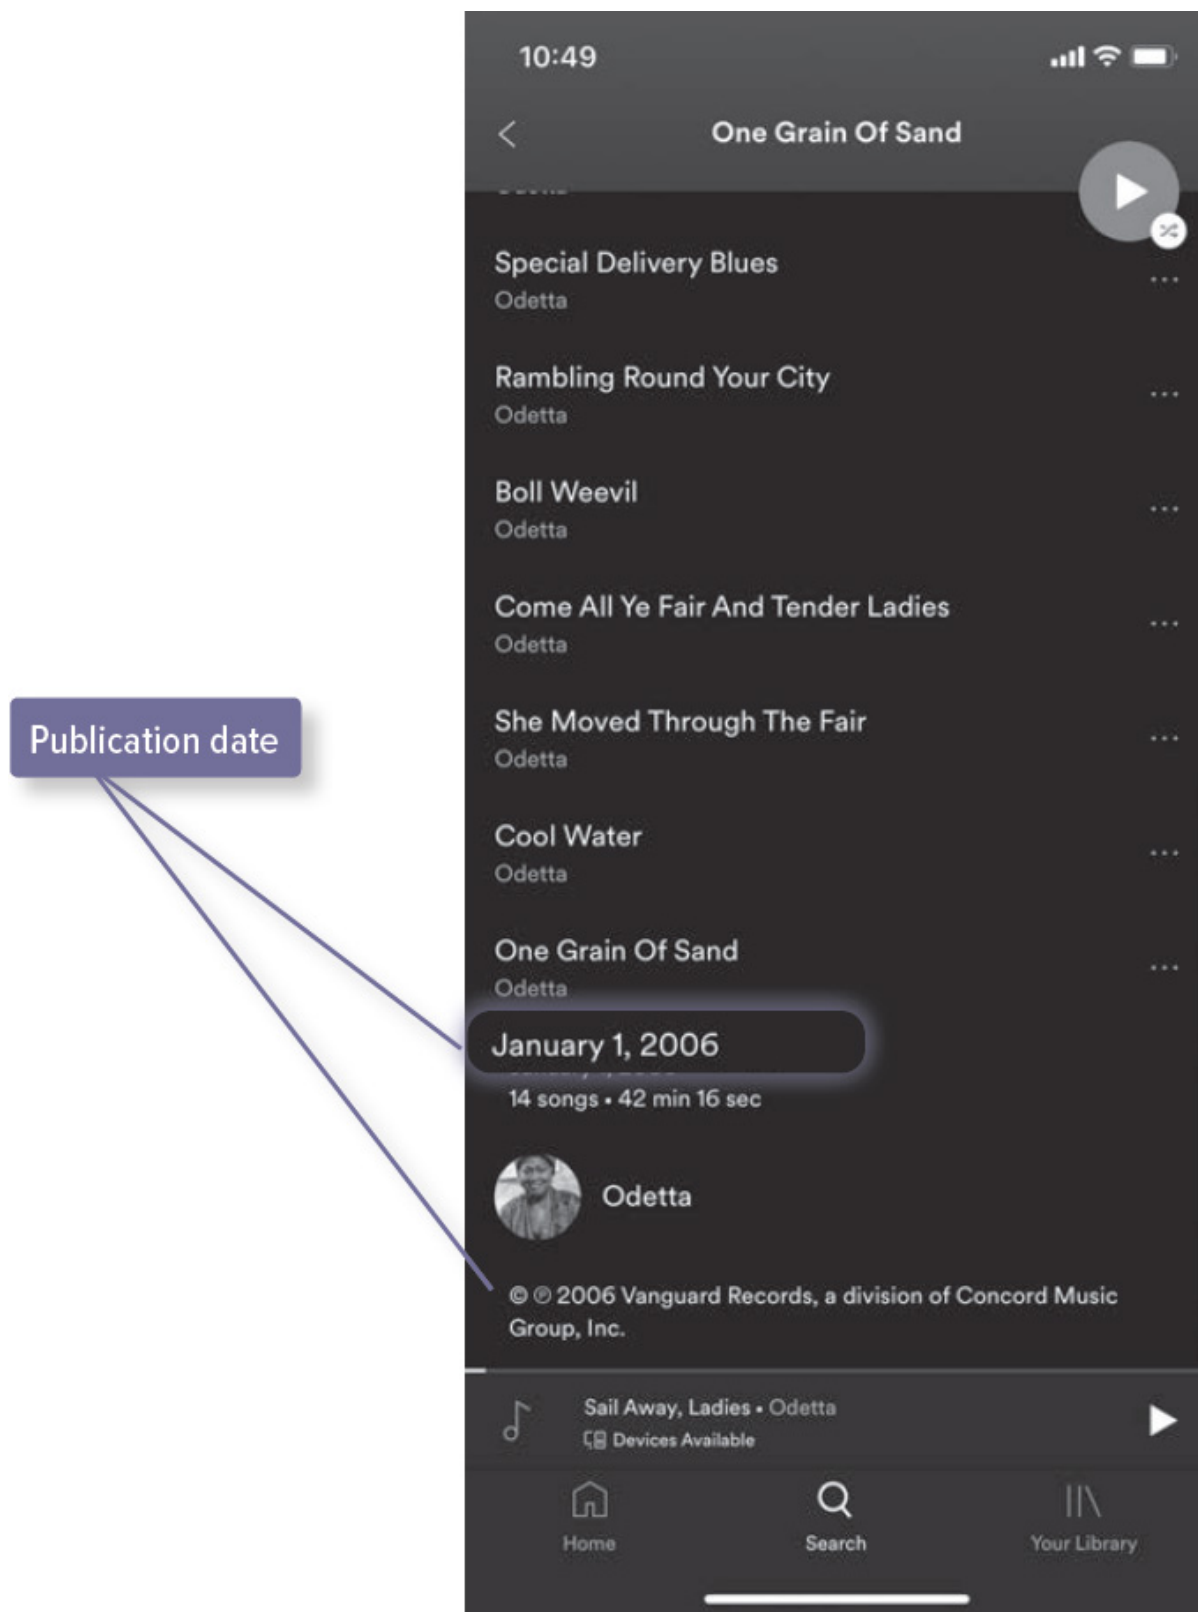 10:49
One Grain Of Sand
Special Delivery Blues
Odetta
Rambling Round Your City
Odetta
Boll Weevil
Odetta
Come All Ye Fair And Tender Ladies
Odetta
She Moved Through The Fair
Odetta
Publication date
Cool Water
Odetta
One Grain Of Sand
Odetta
January 1, 2006
14 songs • 42 min 16 sec
Odetta
© ℗ 2006 Vanguard Records, a division of Concord Music
Group, Inc.
Sail Away, Ladies • Odetta
Devices Available
Home
Search
Your Library